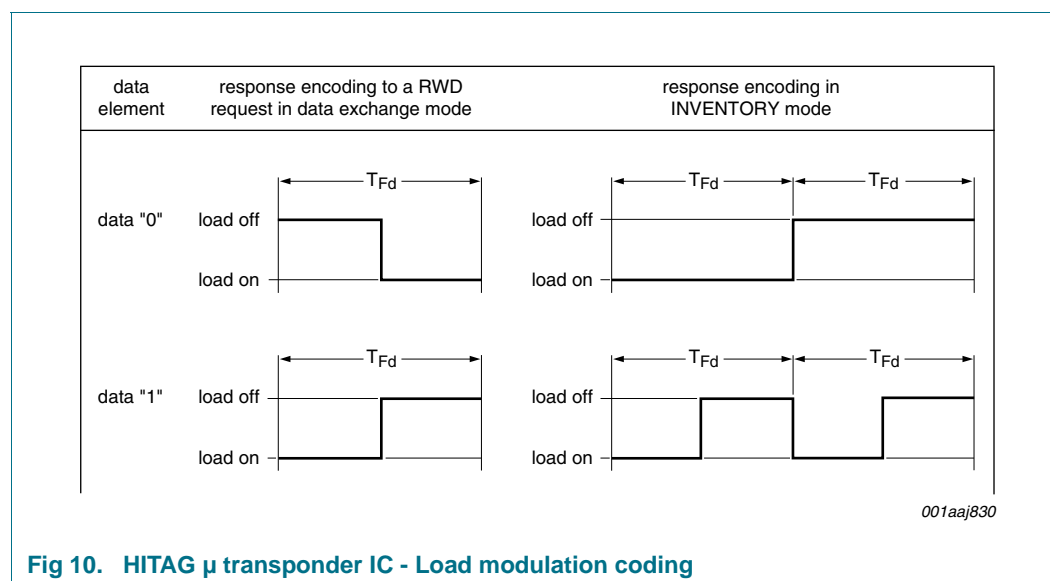 data element
response encoding to a RWD request in data exchange mode
response encoding in INVENTORY mode
TFd
TFd
TFd
data "0"
load off
load on
load off
load on
TFd
TFd
TFd
data "1"
load off
load on
load off
load on
001aaj830
Fig 10. HITAG µ transponder IC - Load modulation coding